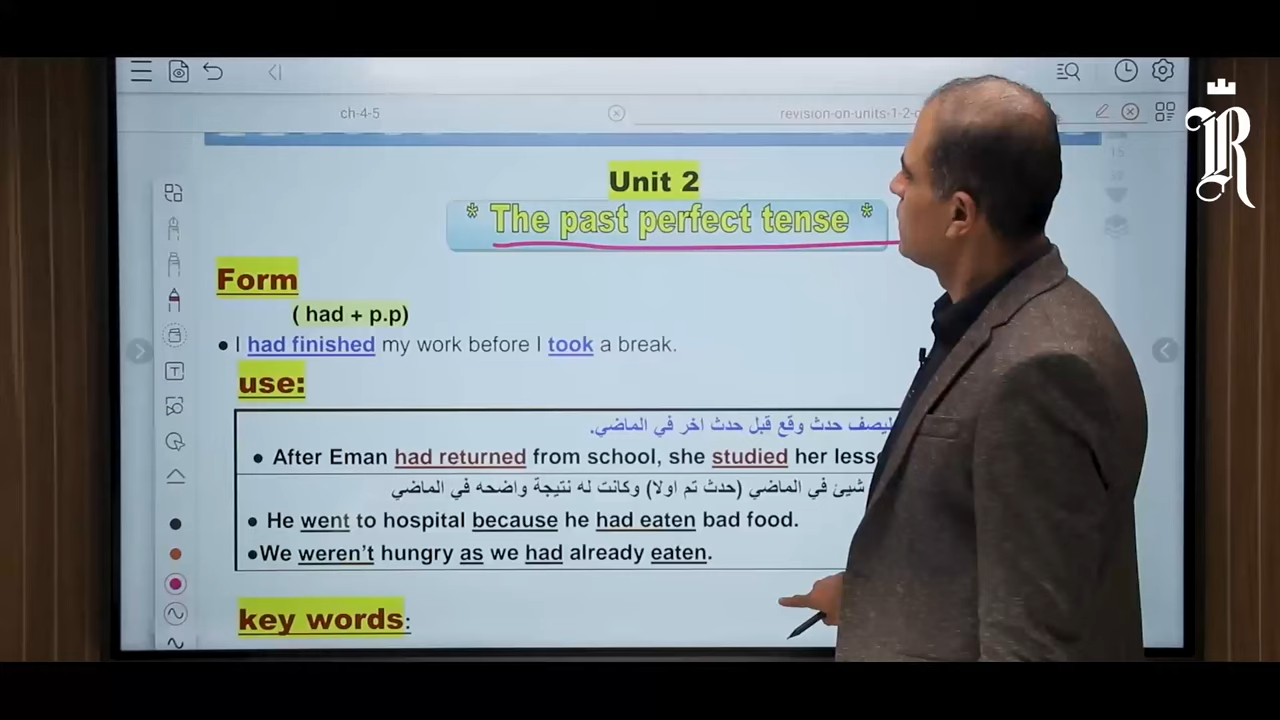 ch-4-5
revision-on-units-1-2-
R
Unit 2
* The past perfect tense *
Form
( had + p.p)
● I had finished my work before I took a break.
use:
ليصف حدث وقع قبل حدث اخر في الماضي.
● After Eman had returned from school, she studied her
شيئ في الماضي (حدث تم اولا) وكانت له نتيجة واضحه في الماضي
● He went to hospital because he had eaten bad food.
●We weren't hungry as we had already eaten.
key words: